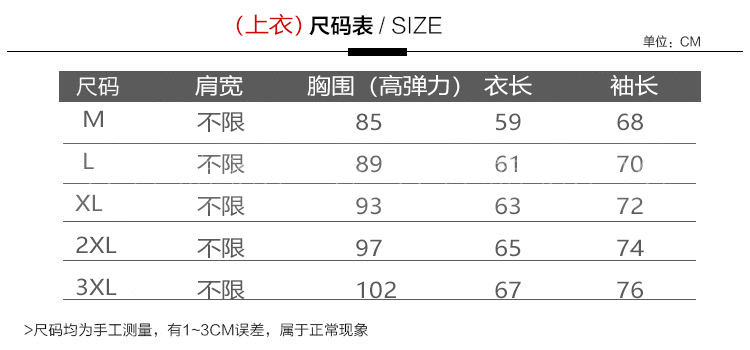 （上衣）尺码表 / SIZE
单位：CM
尺码 肩宽 胸围（高弹力） 衣长 袖长
M 不限 85 59 68
L 不限 89 61 70
XL 不限 93 63 72
2XL 不限 97 65 74
3XL 不限 102 67 76
>尺码均为手工测量，有1~3CM误差，属于正常现象